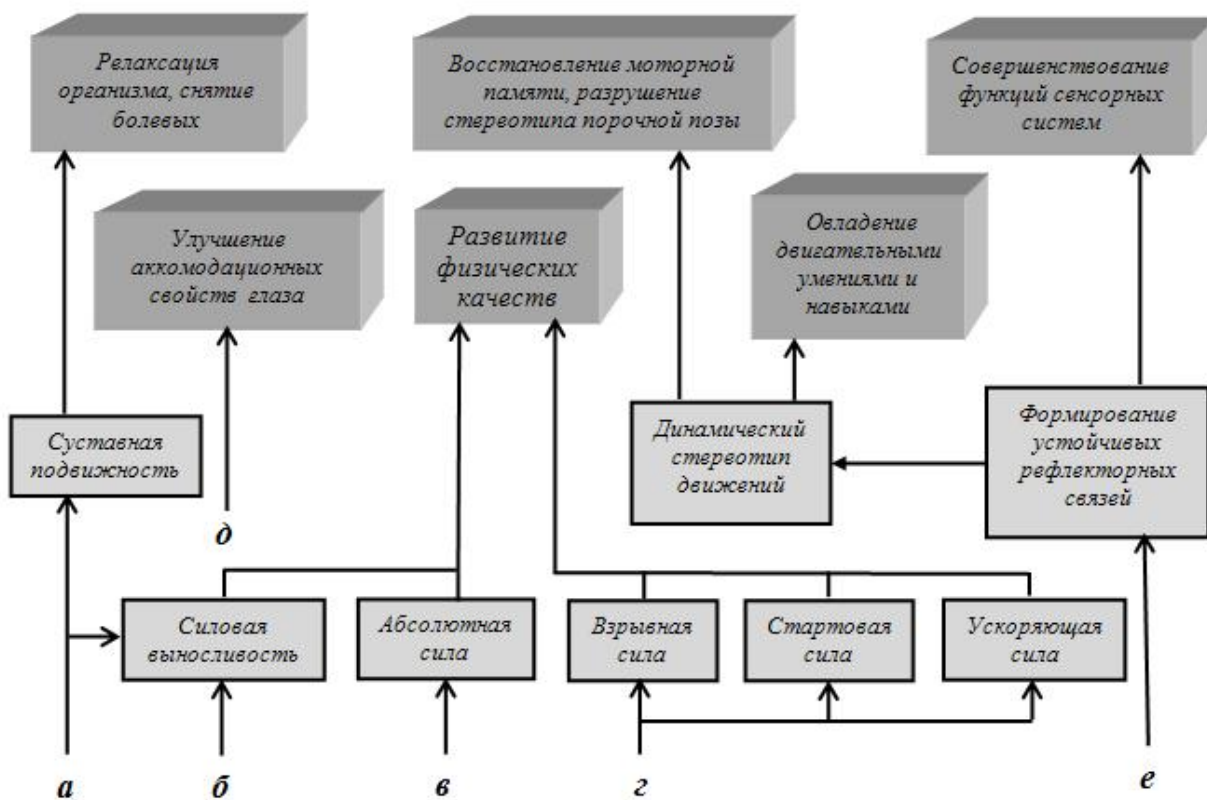 Релаксация
организма, снятие
болевых
Восстановление моторной
памяти, разрушение
стереотипа порочной позы
Совершенствование
функций сенсорных
систем
Улучшение
аккомодационных
свойств глаза
Развитие
физических
качеств
Овладение
двигательными
умениями и
навыками
Суставная
подвижность
Динамический
стереотип
движений
Формирование
устойчивых
рефлекторных
связей
д
Силовая
выносливость
Абсолютная
сила
Взрывная
сила
Стартовая
сила
Ускоряющая
сила
а
б
в
г
е